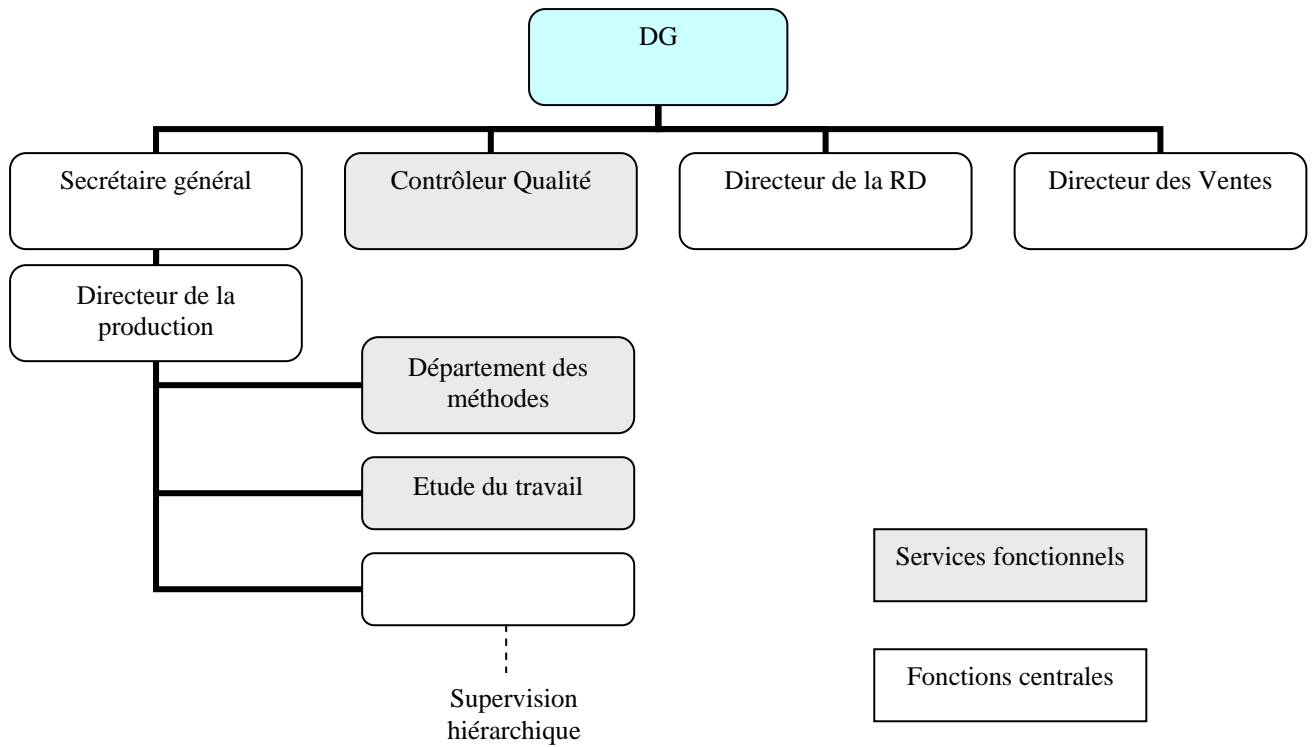 DG
Secrétaire général
Contrôleur Qualité
Directeur de la RD
Directeur des Ventes
Directeur de la
production
Département des
méthodes
Etude du travail
Services fonctionnels
Fonctions centrales
Supervision
hiérarchique